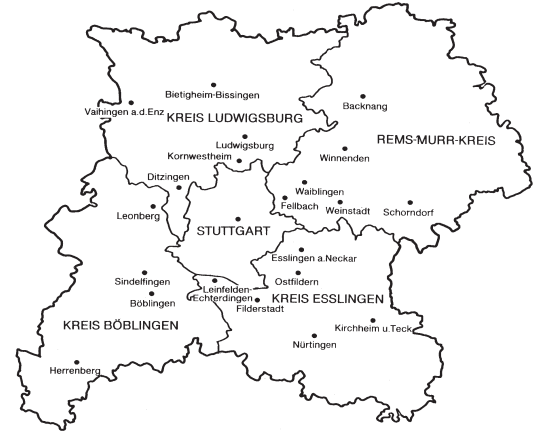 Bietigheim-Bissingen
Backnang
Vaihingen a.d.Enz
KREIS LUDWIGSBURG
REMS-MURR-KREIS
Ludwigsburg
Kornwestheim
Winnenden
Ditzingen
Waiblingen
Fellbach
Weinstadt
Schorndorf
Leonberg
STUTTGART
Esslingen a.Neckar
Sindelfingen
Ostfildern
Leinfelden-
Echterdingen
Böblingen
KREIS ESSLINGEN
Filderstadt
KREIS BÖBLINGEN
Kirchheim u.Teck
Nürtingen
Herrenberg